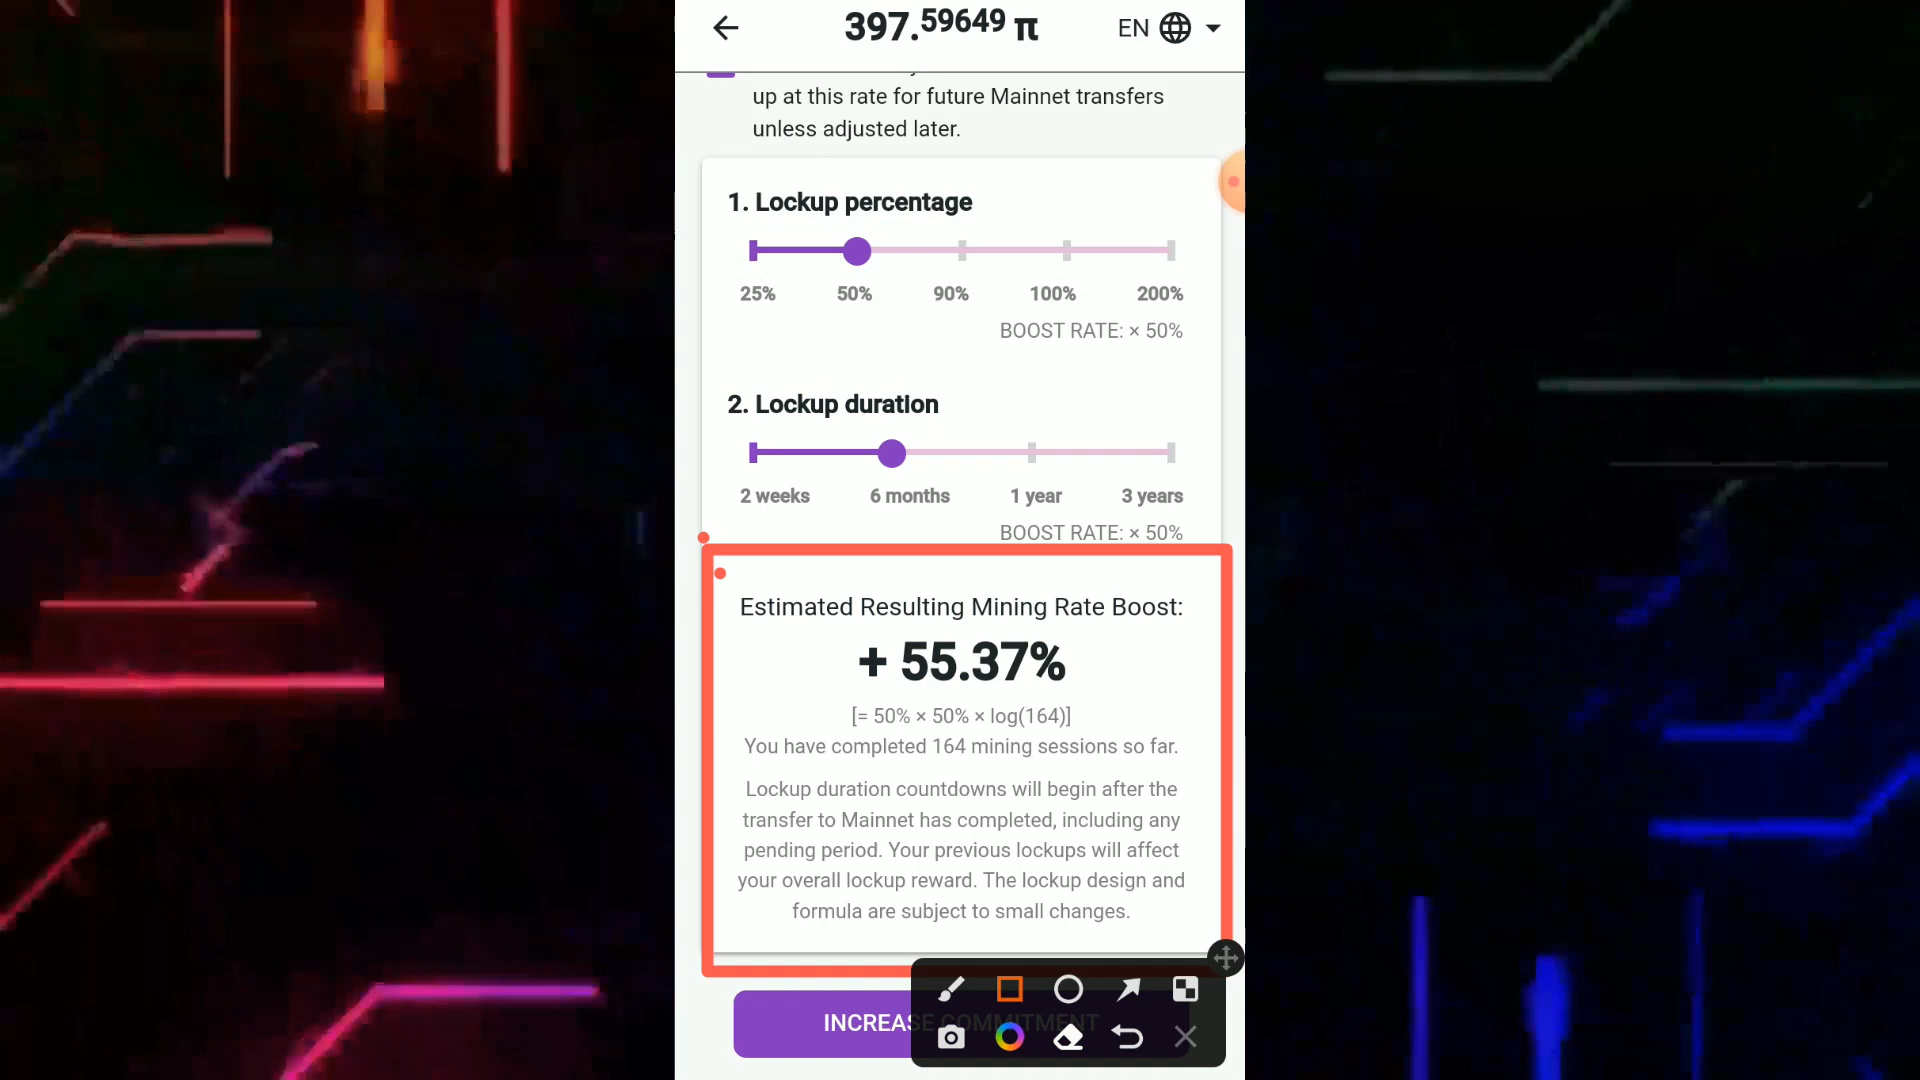 397.59649 π
EN
up at this rate for future Mainnet transfers
unless adjusted later.
1. Lockup percentage
25% 50% 90% 100% 200%
BOOST RATE: × 50%
2. Lockup duration
2 weeks 6 months 1 year 3 years
BOOST RATE: × 50%
Estimated Resulting Mining Rate Boost:
+ 55.37%
[= 50% × 50% × log(164)]
You have completed 164 mining sessions so far.
Lockup duration countdowns will begin after the
transfer to Mainnet has completed, including any
pending period. Your previous lockups will affect
your overall lockup reward. The lockup design and
formula are subject to small changes.
INCREASE COMMITMENT